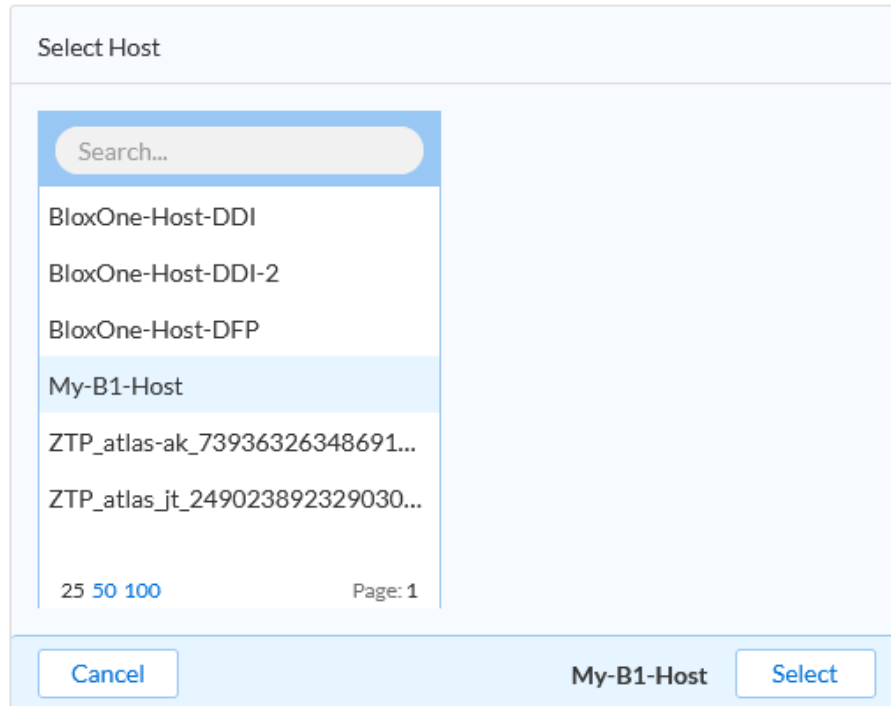 Select Host
Search...
BloxOne-Host-DDI
BloxOne-Host-DDI-2
BloxOne-Host-DFP
My-B1-Host
ZTP_atlas-ak_73936326348691...
ZTP_atlas_jt_249023892329030...
25 50 100 Page: 1
Cancel My-B1-Host Select